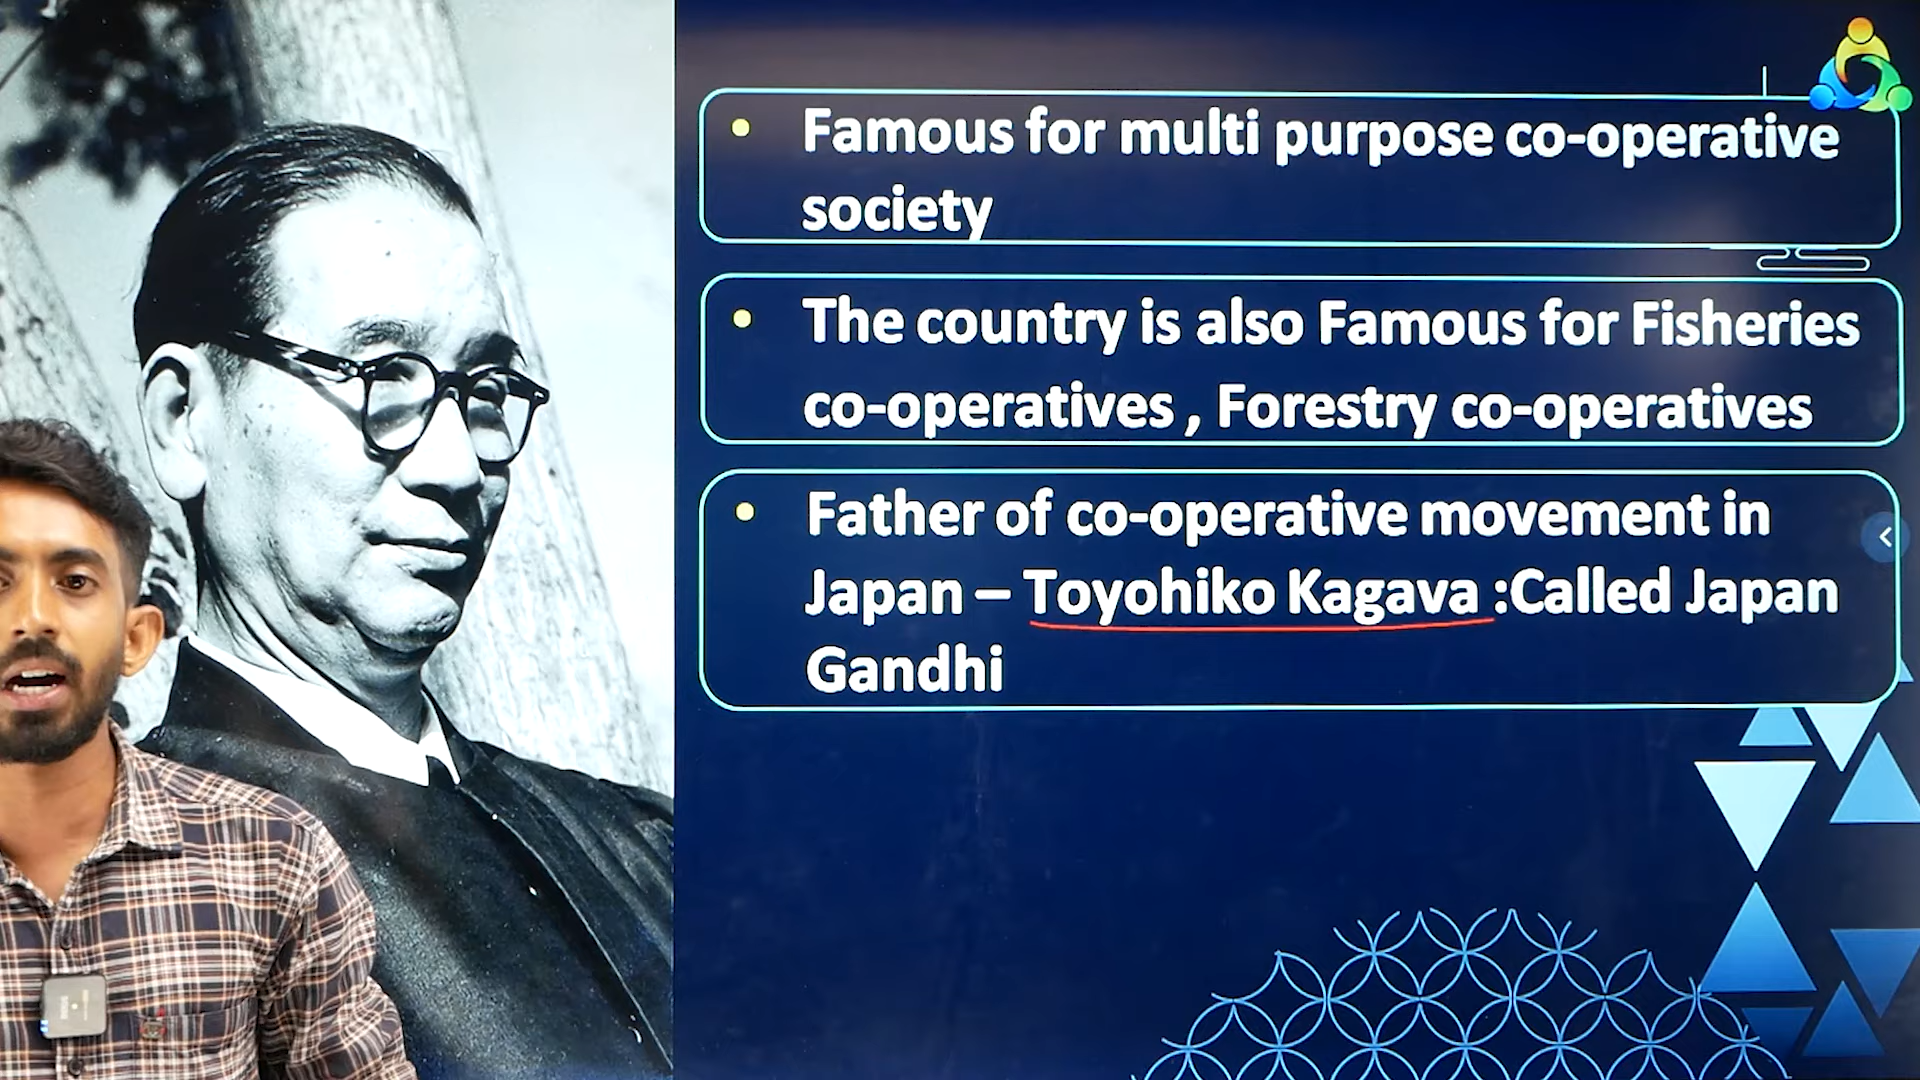 Famous for multi purpose co-operative
society
The country is also Famous for Fisheries
co-operatives , Forestry co-operatives
Father of co-operative movement in
Japan – Toyohiko Kagava :Called Japan
Gandhi